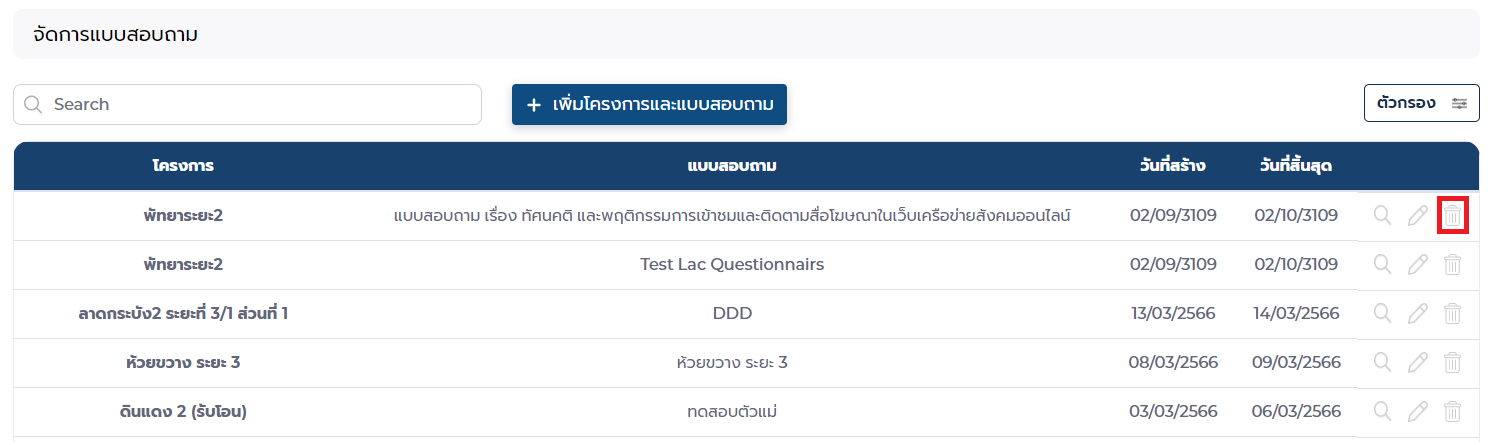 จัดการแบบสอบถาม
Search
+ เพิ่มโครงการและแบบสอบถาม
ตัวกรอง
โครงการ แบบสอบถาม วันที่สร้าง วันที่สิ้นสุด
พัทยาระยะ2 แบบสอบถาม เรื่อง ทัศนคติ และพฤติกรรมการเข้าชมและติดตามสื่อโฆษณาในเว็บเครือข่ายสังคมออนไลน์ 02/09/3109 02/10/3109
พัทยาระยะ2 Test Lac Questionnairs 02/09/3109 02/10/3109
ลาดกระบัง2 ระยะที่ 3/1 ส่วนที่ 1 DDD 13/03/2566 14/03/2566
ห้วยขวาง ระยะ 3 ห้วยขวาง ระยะ 3 08/03/2566 09/03/2566
ดินแดง 2 (รับโอน) ทดสอบตัวแม่ 03/03/2566 06/03/2566